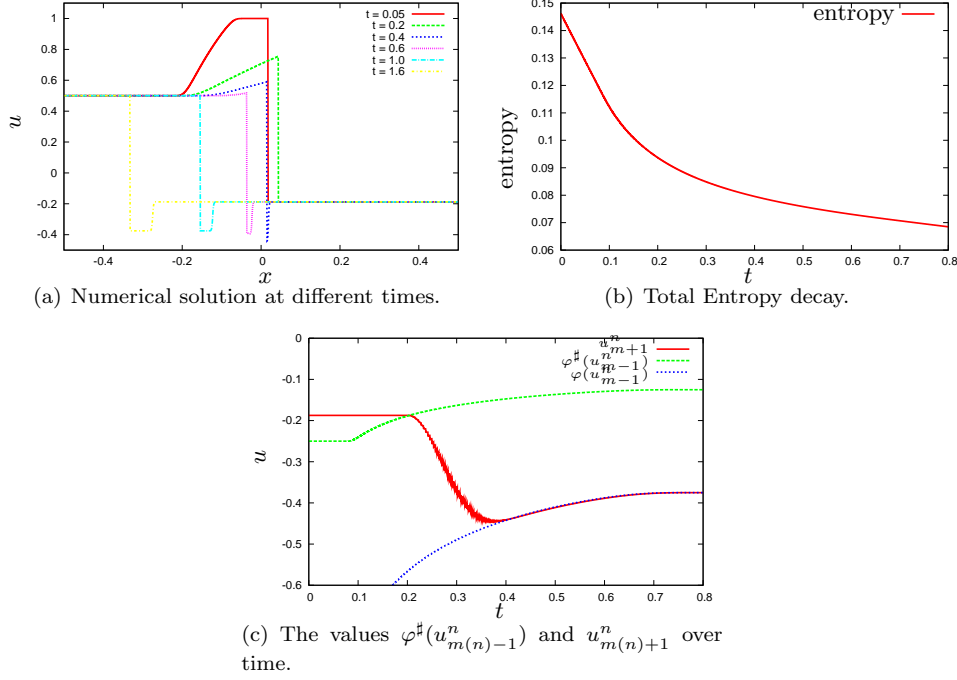 t = 0.05
t = 0.2
t = 0.4
t = 0.6
t = 1.0
t = 1.6
1
0.8
0.6
0.4
0.2
0
-0.2
-0.4
u
-0.4
-0.2
0
0.2
0.4
x
(a) Numerical solution at different times.
entropy
0.15
0.14
0.13
0.12
0.11
0.1
0.09
0.08
0.07
0.06
entropy
0
0.1
0.2
0.3
0.4
0.5
0.6
0.7
0.8
t
(b) Total Entropy decay.
u^n_{m+1}
φ^♯(u^n_{m−1})
φ(u^n_{m−1})
0
-0.1
-0.2
-0.3
-0.4
-0.5
-0.6
u
0
0.1
0.2
0.3
0.4
0.5
0.6
0.7
0.8
t
(c) The values φ^♯(u^n_{m(n)−1}) and u^n_{m(n)+1} over
time.